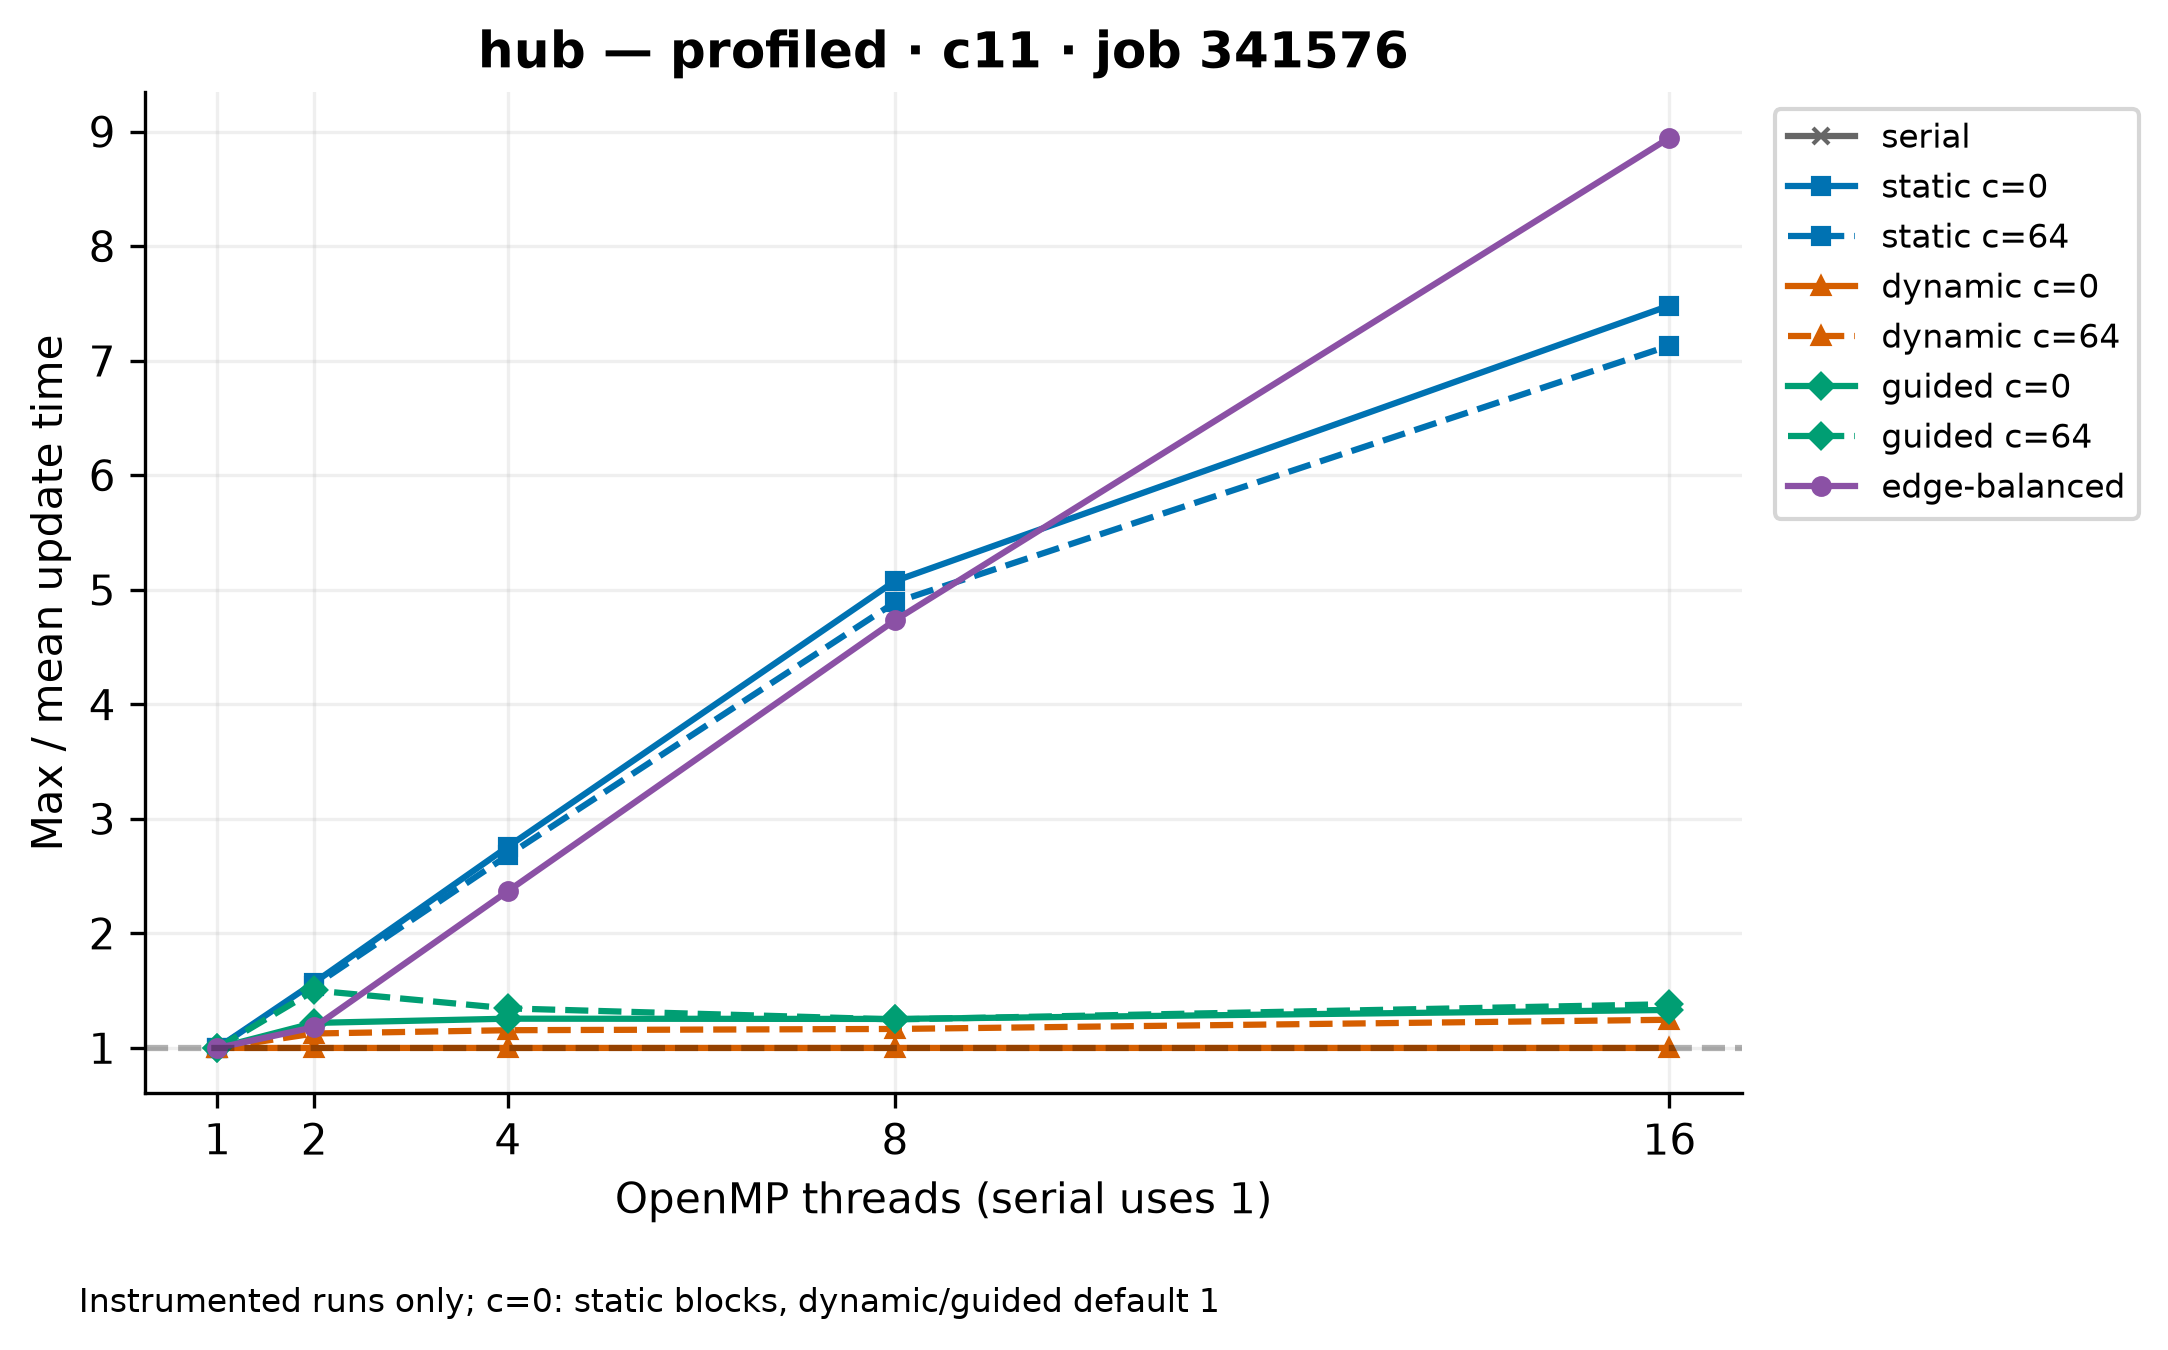 hub — profiled · c11 · job 341576
Max / mean update time
9
8
7
6
5
4
3
2
1
1 2 4 8 16
OpenMP threads (serial uses 1)
serial
static c=0
static c=64
dynamic c=0
dynamic c=64
guided c=0
guided c=64
edge-balanced
Instrumented runs only; c=0: static blocks, dynamic/guided default 1